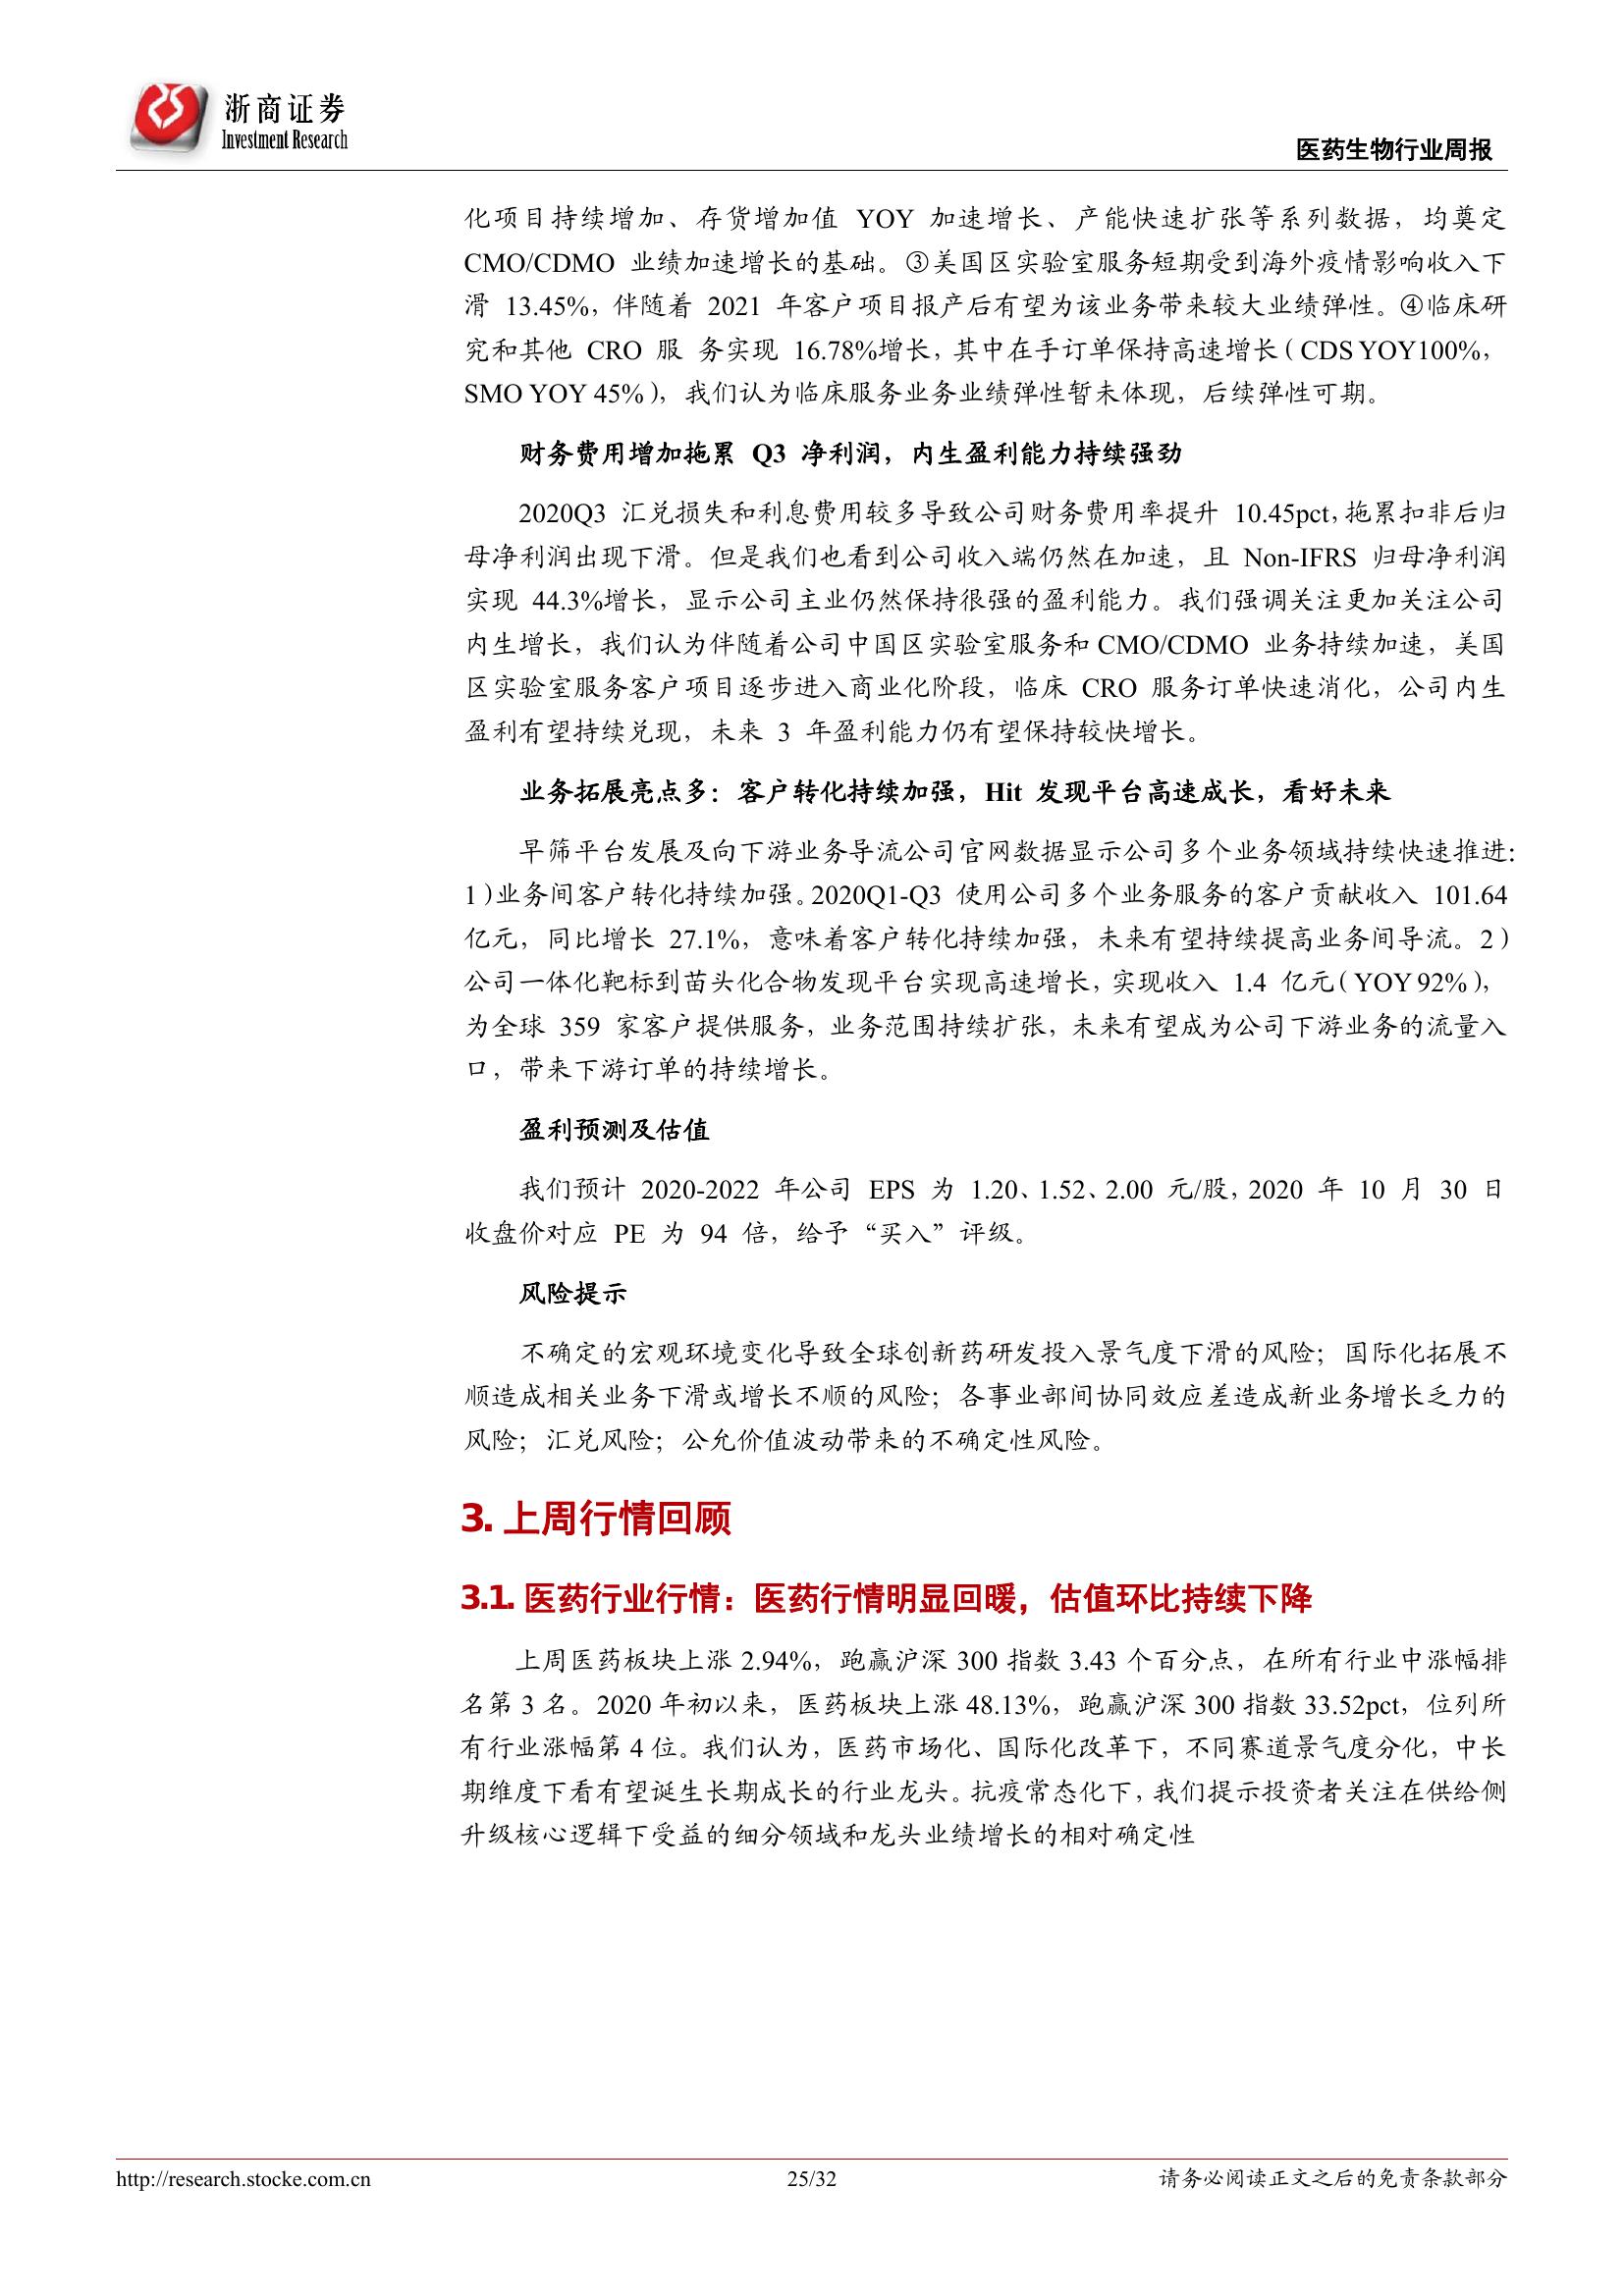 浙商证券
Investment Research
医药生物行业周报
化项目持续增加、存货增加值 YOY 加速增长、产能快速扩张等系列数据，均奠定
CMO/CDMO 业绩加速增长的基础。③美国区实验室服务短期受到海外疫情影响收入下
滑 13.45%，伴随着 2021 年客户项目报产后有望为该业务带来较大业绩弹性。④临床研
究和其他 CRO 服 务实现 16.78%增长，其中在手订单保持高速增长（CDS YOY100%，
SMO YOY 45%），我们认为临床服务业务业绩弹性暂未体现，后续弹性可期。
财务费用增加拖累 Q3 净利润，内生盈利能力持续强劲
2020Q3 汇兑损失和利息费用较多导致公司财务费用率提升 10.45pct，拖累扣非后归
母净利润出现下滑。但是我们也看到公司收入端仍然在加速，且 Non-IFRS 归母净利润
实现 44.3%增长，显示公司主业仍然保持很强的盈利能力。我们强调关注更加关注公司
内生增长，我们认为伴随着公司中国区实验室服务和 CMO/CDMO 业务持续加速，美国
区实验室服务客户项目逐步进入商业化阶段，临床 CRO 服务订单快速消化，公司内生
盈利有望持续兑现，未来 3 年盈利能力仍有望保持较快增长。
业务拓展亮点多：客户转化持续加强，Hit 发现平台高速成长，看好未来
早筛平台发展及向下游业务导流公司官网数据显示公司多个业务领域持续快速推进：
1）业务间客户转化持续加强。2020Q1-Q3 使用公司多个业务服务的客户贡献收入 101.64
亿元，同比增长 27.1%，意味着客户转化持续加强，未来有望持续提高业务间导流。2）
公司一体化靶标到苗头化合物发现平台实现高速增长，实现收入 1.4 亿元（YOY 92%），
为全球 359 家客户提供服务，业务范围持续扩张，未来有望成为公司下游业务的流量入
口，带来下游订单的持续增长。
盈利预测及估值
我们预计 2020-2022 年公司 EPS 为 1.20、1.52、2.00 元/股，2020 年 10 月 30 日
收盘价对应 PE 为 94 倍，给予“买入”评级。
风险提示
不确定的宏观环境变化导致全球创新药研发投入景气度下滑的风险；国际化拓展不
顺造成相关业务下滑或增长不顺的风险；各事业部间协同效应差造成新业务增长乏力的
风险；汇兑风险；公允价值波动带来的不确定性风险。
3. 上周行情回顾
3.1. 医药行业行情：医药行情明显回暖，估值环比持续下降
上周医药板块上涨 2.94%，跑赢沪深 300 指数 3.43 个百分点，在所有行业中涨幅排
名第 3 名。2020 年初以来，医药板块上涨 48.13%，跑赢沪深 300 指数 33.52pct，位列所
有行业涨幅第 4 位。我们认为，医药市场化、国际化改革下，不同赛道景气度分化，中长
期维度下看有望诞生长期成长的行业龙头。抗疫常态化下，我们提示投资者关注在供给侧
升级核心逻辑下受益的细分领域和龙头业绩增长的相对确定性
http://research.stocke.com.cn
25/32
请务必阅读正文之后的免责条款部分